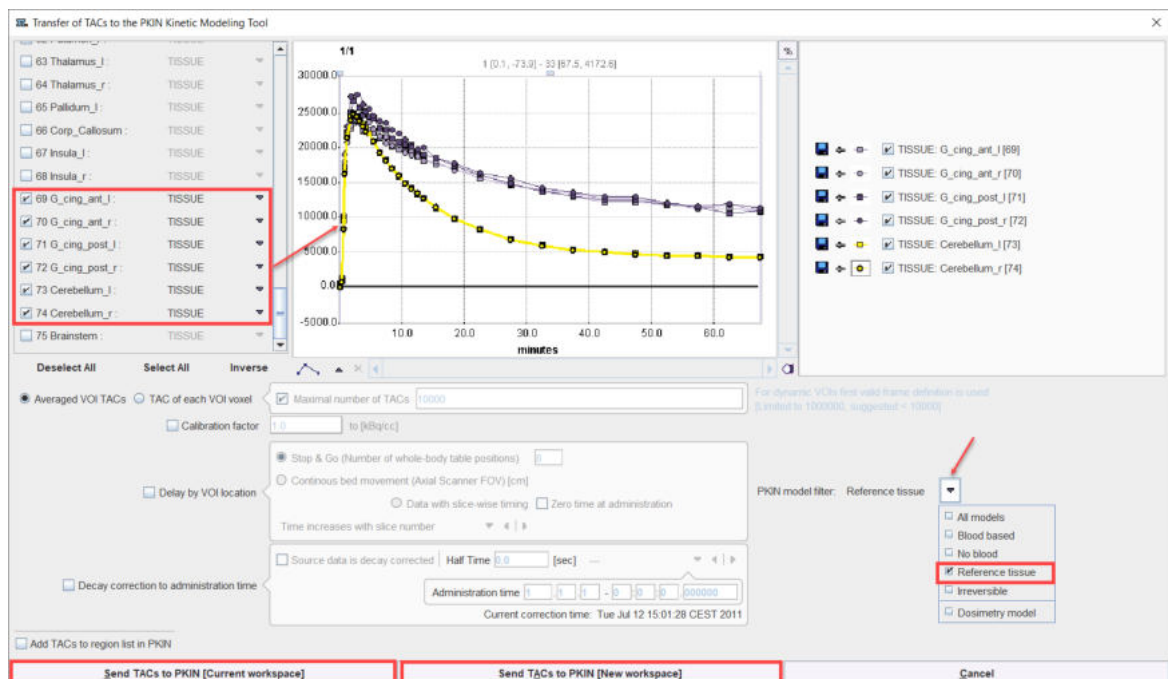 Transfer of TACs to the PKIN Kinetic Modeling Tool
63 Thalamus_l : TISSUE
64 Thalamus_r : TISSUE
65 Pallidum_l : TISSUE
66 Corp_Callosum : TISSUE
67 Insula_l : TISSUE
68 Insula_r : TISSUE
69 G_cing_ant_l : TISSUE
70 G_cing_ant_r : TISSUE
71 G_cing_post_l : TISSUE
72 G_cing_post_r : TISSUE
73 Cerebellum_l : TISSUE
74 Cerebellum_r : TISSUE
75 Brainstem : TISSUE
Deselect All Select All Inverse
1/1
1 [0.1, -73.9] - 33 [67.5, 4172.6]
30000.0
25000.0
20000.0
15000.0
10000.0
5000.0
0.0
-5000.0
10.0 20.0 30.0 40.0 50.0 60.0
minutes
%
TISSUE: G_cing_ant_l [69]
TISSUE: G_cing_ant_r [70]
TISSUE: G_cing_post_l [71]
TISSUE: G_cing_post_r [72]
TISSUE: Cerebellum_l [73]
TISSUE: Cerebellum_r [74]
Averaged VOI TACs TAC of each VOI voxel Maximal number of TACs 10000
For dynamic VOIs first valid frame definition is used
[Limited to 1000000, suggested < 10000]
Calibration factor 1.0 to [kBq/cc]
Delay by VOI location
Stop & Go (Number of whole-body table positions) 0
Continous bed movement (Axial Scanner FOV) [cm]
Data with slice-wise timing Zero time at administration
Time increases with slice number
PKIN model filter: Reference tissue
All models
Blood based
No blood
Reference tissue
Irreversible
Dosimetry model
Decay correction to administration time
Source data is decay corrected Half Time 0.0 [sec] ---
Administration time 1 1 1 - 0 :0 :0 .000000
Current correction time: Tue Jul 12 15:01:28 CEST 2011
Add TACs to region list in PKIN
Send TACs to PKIN [Current workspace] Send TACs to PKIN [New workspace] Cancel